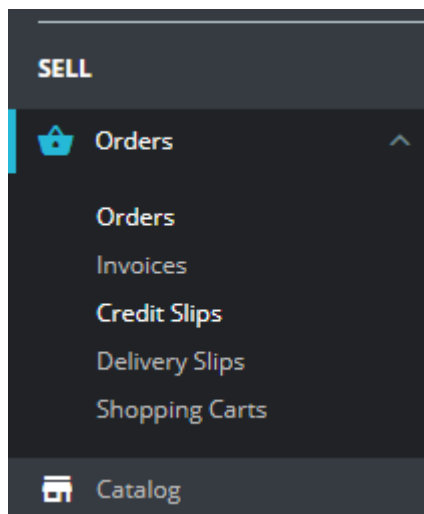 SELL
Orders
Orders
Invoices
Credit Slips
Delivery Slips
Shopping Carts
Catalog